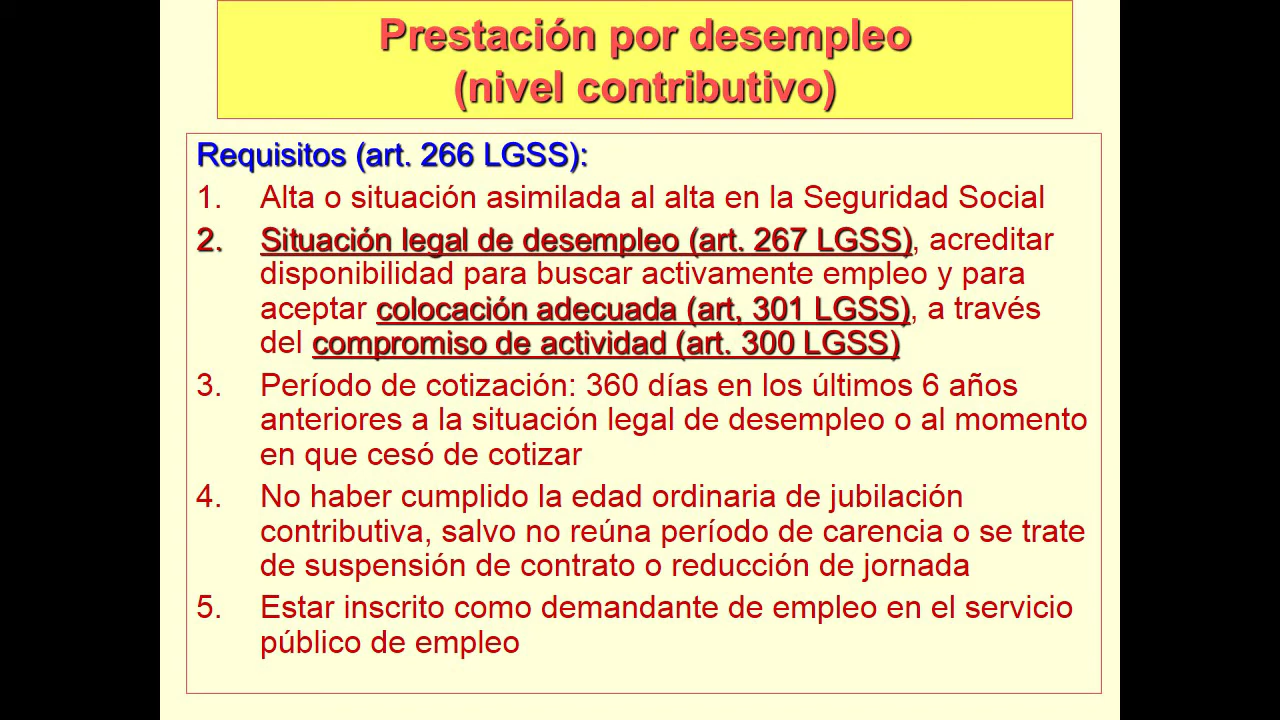 Prestación por desempleo
(nivel contributivo)
Requisitos (art. 266 LGSS):
1. Alta o situación asimilada al alta en la Seguridad Social
2. Situación legal de desempleo (art. 267 LGSS), acreditar
disponibilidad para buscar activamente empleo y para
aceptar colocación adecuada (art, 301 LGSS), a través
del compromiso de actividad (art. 300 LGSS)
3. Período de cotización: 360 días en los últimos 6 años
anteriores a la situación legal de desempleo o al momento
en que cesó de cotizar
4. No haber cumplido la edad ordinaria de jubilación
contributiva, salvo no reúna período de carencia o se trate
de suspensión de contrato o reducción de jornada
5. Estar inscrito como demandante de empleo en el servicio
público de empleo